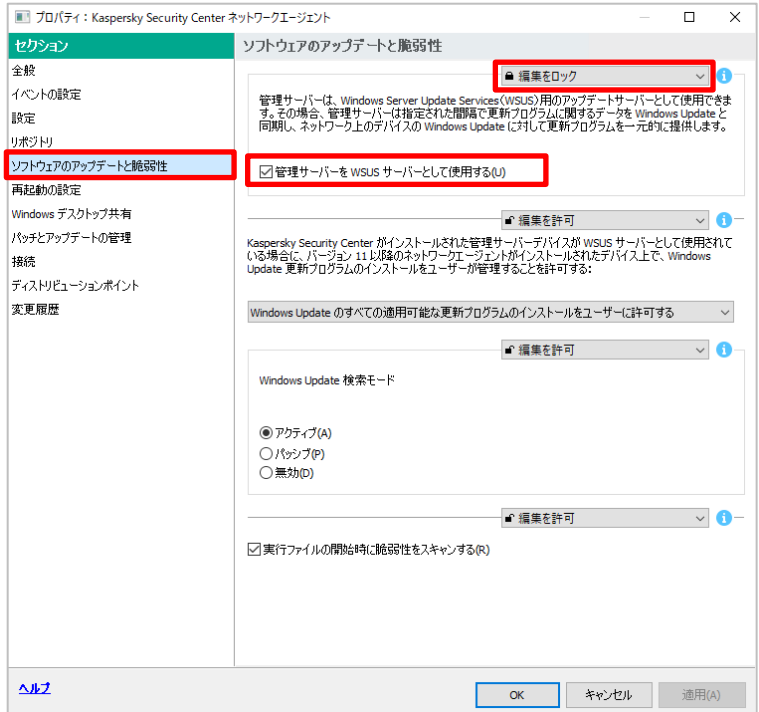 プロパティ：Kaspersky Security Center ネットワークエージェント
セクション
全般
イベントの設定
設定
リポジトリ
ソフトウェアのアップデートと脆弱性
再起動の設定
Windows デスクトップ共有
パッチとアップデートの管理
接続
ディストリビューションポイント
変更履歴
ソフトウェアのアップデートと脆弱性
編集をロック
管理サーバーは、Windows Server Update Services（WSUS）用のアップデートサーバーとして使用できま
す。その場合、管理サーバーは指定された間隔で更新プログラムに関するデータを Windows Update と
同期し、ネットワーク上のデバイスの Windows Update に対して更新プログラムを一元的に提供します。
管理サーバーを WSUS サーバーとして使用する(U)
編集を許可
Kaspersky Security Center がインストールされた管理サーバーデバイスが WSUS サーバーとして使用されて
いる場合に、バージョン 11 以降のネットワークエージェントがインストールされたデバイス上で、Windows
Update 更新プログラムのインストールをユーザーが管理することを許可する:
Windows Update のすべての適用可能な更新プログラムのインストールをユーザーに許可する
編集を許可
Windows Update 検索モード
アクティブ(A)
パッシブ(P)
無効(D)
編集を許可
実行ファイルの開始時に脆弱性をスキャンする(R)
ヘルプ
OK
キャンセル
適用(A)